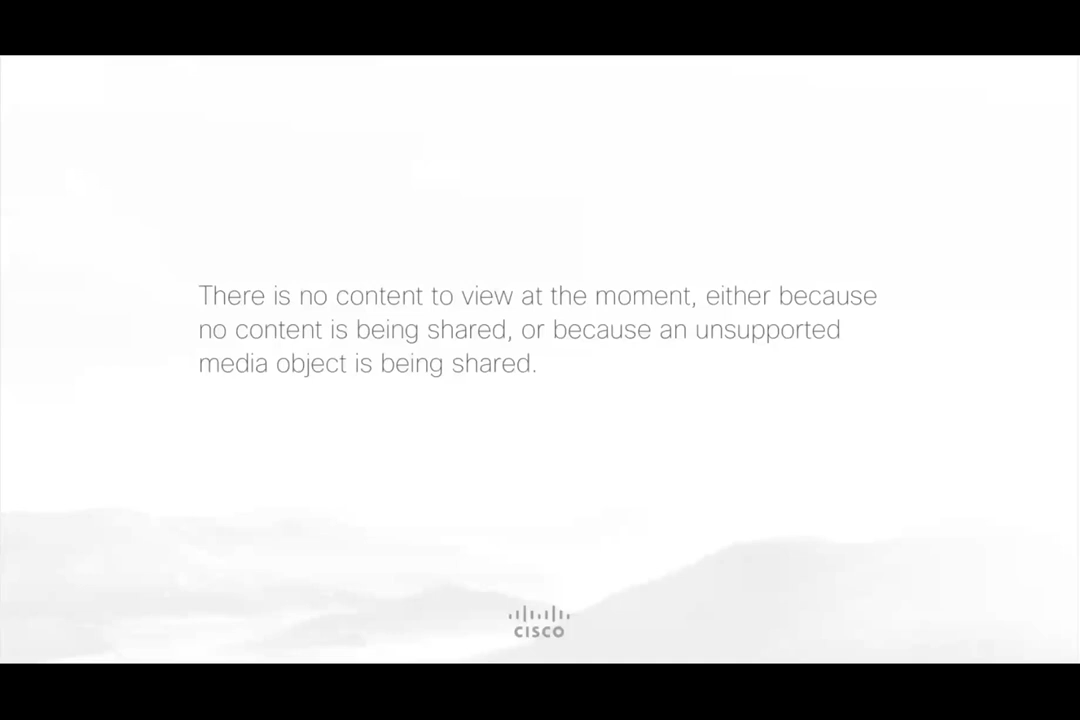 There is no content to view at the moment, either because
no content is being shared, or because an unsupported
media object is being shared.
CISCO